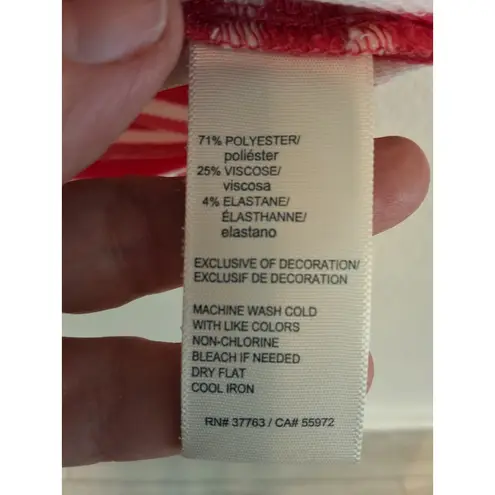 71% POLYESTER/
poliéster
25% VISCOSE/
viscosa
4% ELASTANE/
ÉLASTHANNE/
elastano
EXCLUSIVE OF DECORATION/
EXCLUSIF DE DECORATION
MACHINE WASH COLD
WITH LIKE COLORS
NON-CHLORINE
BLEACH IF NEEDED
DRY FLAT
COOL IRON
RN# 37763 / CA# 55972